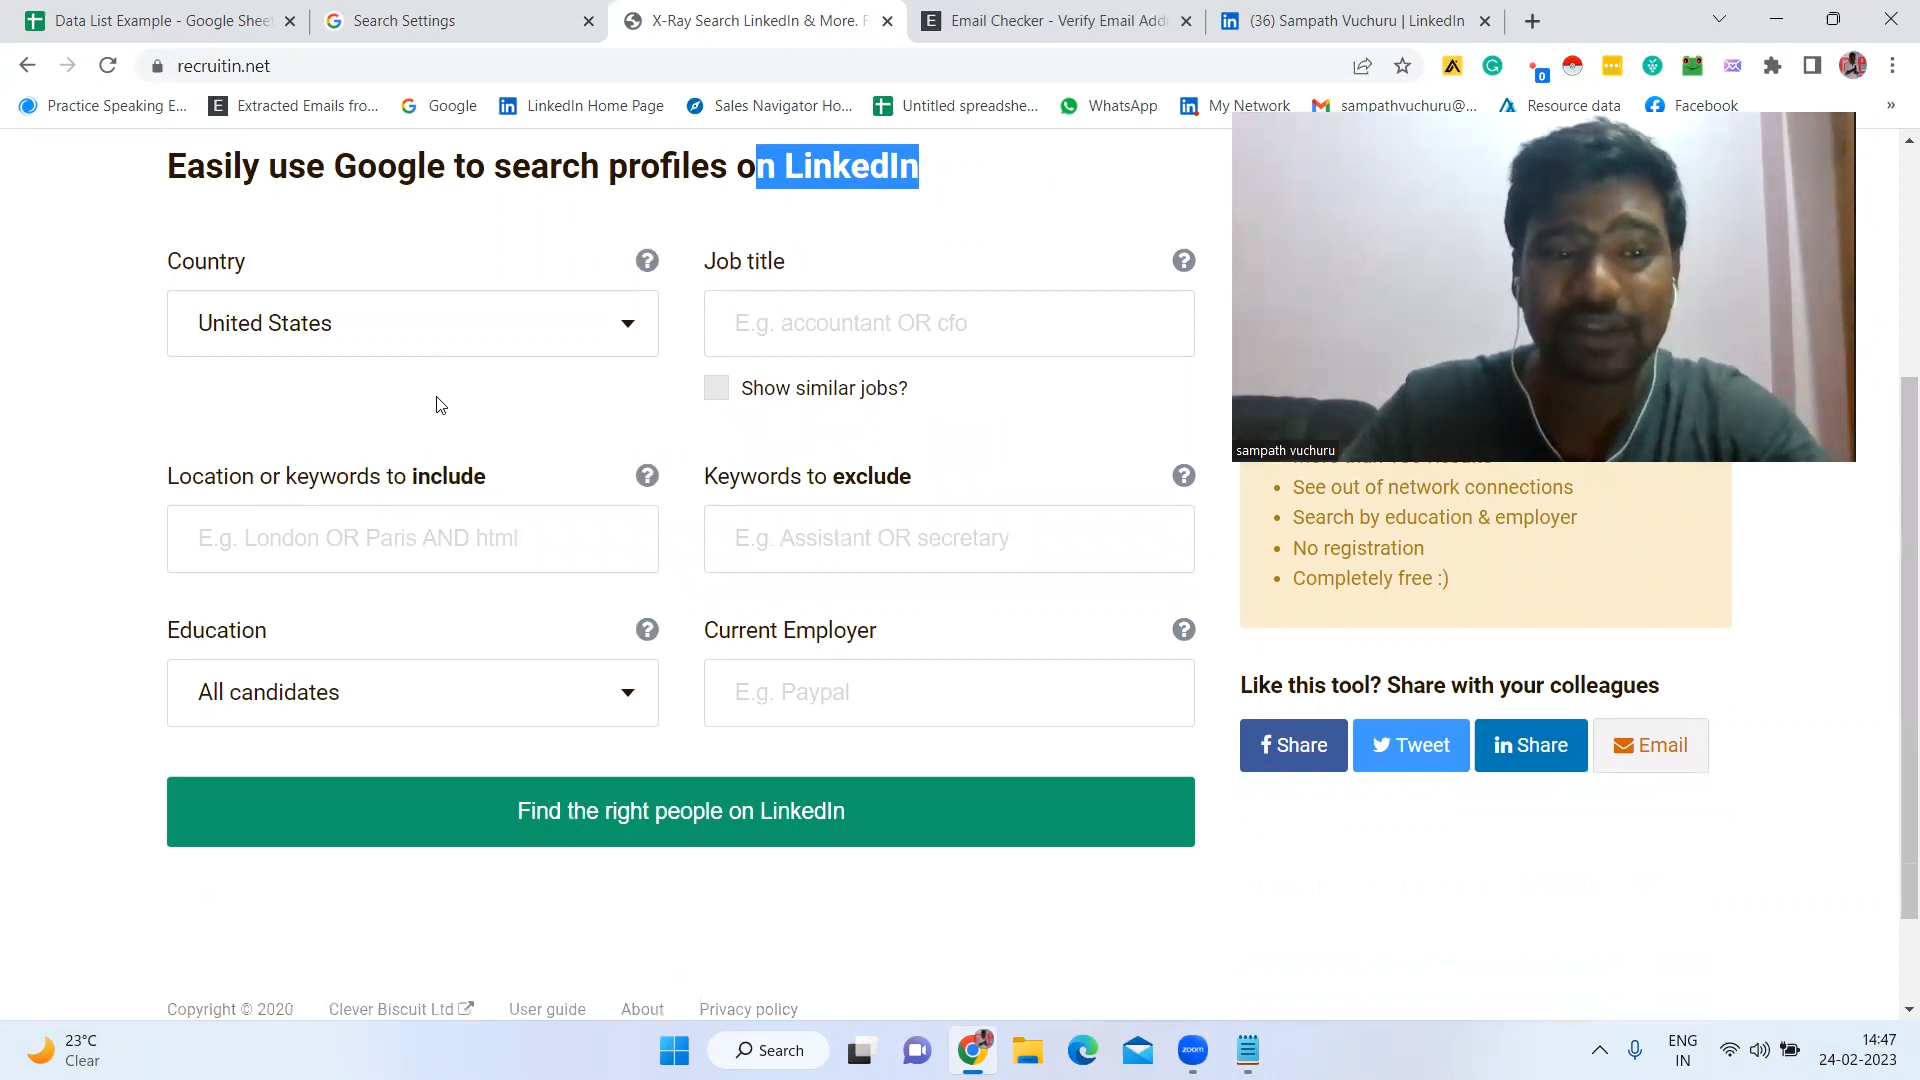 Data List Example - Google Shee
Search Settings
X-Ray Search LinkedIn & More. F
Email Checker - Verify Email Add
(36) Sampath Vuchuru | LinkedIn
recruitin.net
0
Practice Speaking E...
Extracted Emails fro...
Google
LinkedIn Home Page
Sales Navigator Ho...
Untitled spreadshe...
WhatsApp
My Network
sampathvuchuru@...
Resource data
Facebook
»
Easily use Google to search profiles on LinkedIn
Country
United States
Job title
E.g. accountant OR cfo
Show similar jobs?
Location or keywords to include
E.g. London OR Paris AND html
Keywords to exclude
E.g. Assistant OR secretary
Education
All candidates
Current Employer
E.g. Paypal
Find the right people on LinkedIn
sampath vuchuru
See out of network connections
Search by education & employer
No registration
Completely free :)
Like this tool? Share with your colleagues
Share
Tweet
Share
Email
Copyright © 2020
Clever Biscuit Ltd
User guide
About
Privacy policy
23°C
Clear
Search
zoom
ENG
IN
14:47
24-02-2023